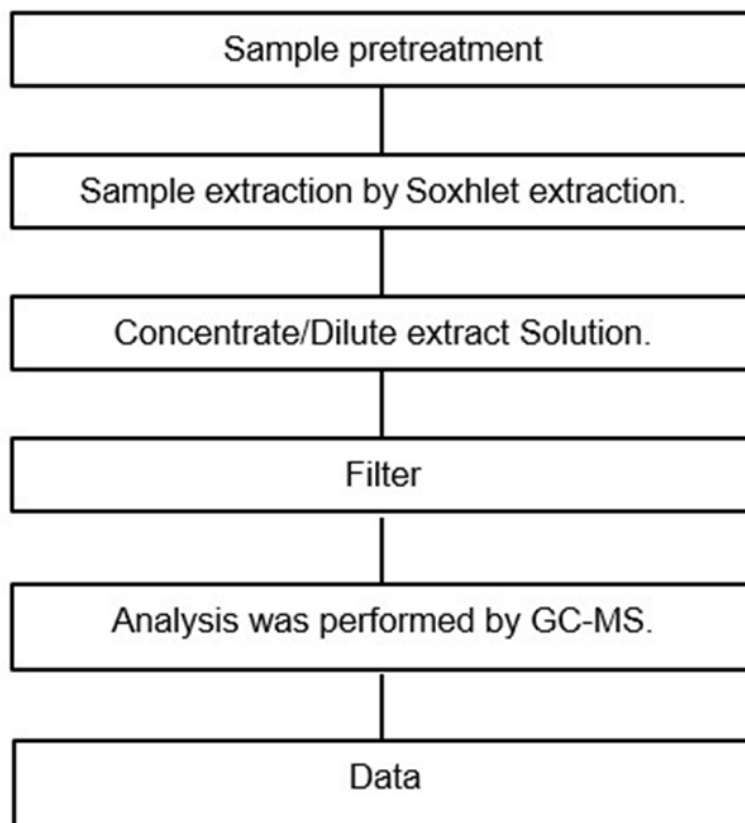 Sample pretreatment
Sample extraction by Soxhlet extraction.
Concentrate/Dilute extract Solution.
Filter
Analysis was performed by GC-MS.
Data